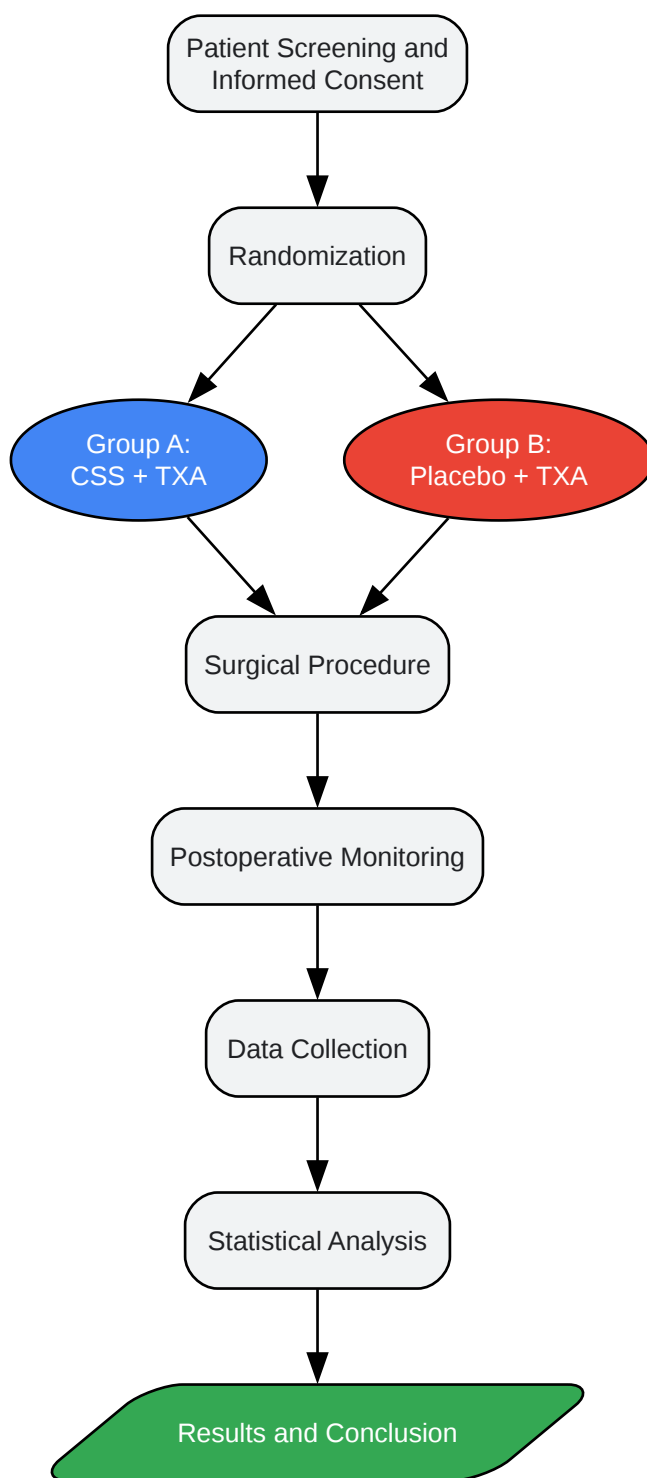 Patient Screening and
Informed Consent
Randomization
Group A:
CSS + TXA
Group B:
Placebo + TXA
Surgical Procedure
Postoperative Monitoring
Data Collection
Statistical Analysis
Results and Conclusion